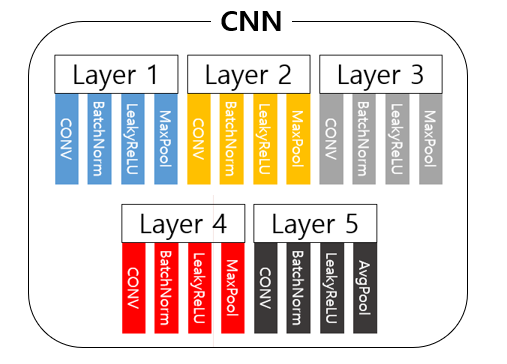 CNN
Layer 1
CONV
BatchNorm
LeakyReLU
MaxPool
Layer 2
CONV
BatchNorm
LeakyReLU
MaxPool
Layer 3
CONV
BatchNorm
LeakyReLU
MaxPool
Layer 4
CONV
BatchNorm
LeakyReLU
MaxPool
Layer 5
CONV
BatchNorm
LeakyReLU
AvgPool